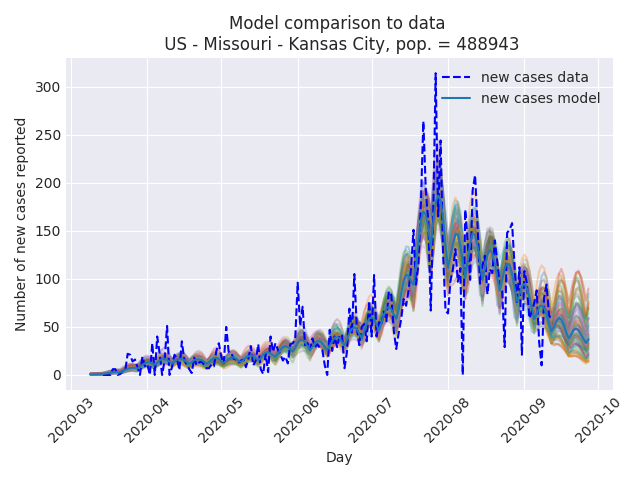 Model comparison to data
US - Missouri - Kansas City, pop. = 488943
new cases data
new cases model
Number of new cases reported
300
250
200
150
100
50
0
2020-03
2020-04
2020-05
2020-06
2020-07
2020-08
2020-09
2020-10
Day